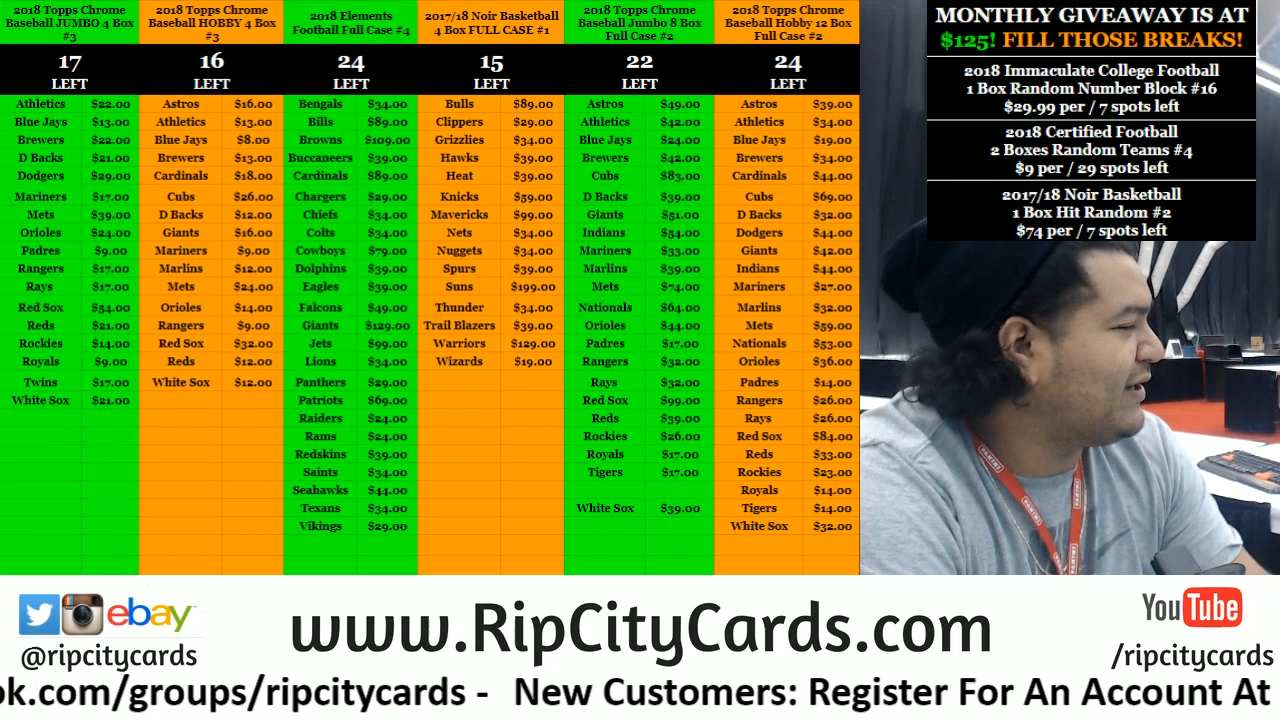 2018 Topps Chrome
Baseball JUMBO 4 Box
#3
17
LEFT
Athletics $22.00
Blue Jays $13.00
Brewers $22.00
D Backs $21.00
Dodgers $29.00
Mariners $17.00
Mets $39.00
Orioles $24.00
Padres $9.00
Rangers $17.00
Rays $17.00
Red Sox $54.00
Reds $21.00
Rockies $14.00
Royals $9.00
Twins $17.00
White Sox $21.00
2018 Topps Chrome
Baseball HOBBY 4 Box
#3
16
LEFT
Astros $16.00
Athletics $13.00
Blue Jays $8.00
Brewers $13.00
Cardinals $18.00
Cubs $26.00
D Backs $12.00
Giants $16.00
Mariners $9.00
Marlins $12.00
Mets $24.00
Orioles $14.00
Rangers $9.00
Red Sox $32.00
Reds $12.00
White Sox $12.00
2018 Elements
Football Full Case #4
24
LEFT
Bengals $34.00
Bills $89.00
Browns $109.00
Buccaneers $39.00
Cardinals $89.00
Chargers $29.00
Chiefs $34.00
Colts $34.00
Cowboys $79.00
Dolphins $39.00
Eagles $39.00
Falcons $49.00
Giants $129.00
Jets $99.00
Lions $34.00
Panthers $29.00
Patriots $69.00
Raiders $24.00
Rams $24.00
Redskins $39.00
Saints $34.00
Seahawks $44.00
Texans $34.00
Vikings $29.00
2017/18 Noir Basketball
4 Box FULL CASE #1
15
LEFT
Bulls $89.00
Clippers $29.00
Grizzlies $34.00
Hawks $39.00
Heat $39.00
Knicks $59.00
Mavericks $99.00
Nets $34.00
Nuggets $34.00
Spurs $39.00
Suns $199.00
Thunder $34.00
Trail Blazers $39.00
Warriors $129.00
Wizards $19.00
2018 Topps Chrome
Baseball Jumbo 8 Box
Full Case #2
22
LEFT
Astros $49.00
Athletics $42.00
Blue Jays $24.00
Brewers $42.00
Cubs $83.00
D Backs $39.00
Giants $51.00
Indians $54.00
Mariners $33.00
Marlins $39.00
Mets $74.00
Nationals $64.00
Orioles $44.00
Padres $17.00
Rangers $32.00
Rays $32.00
Red Sox $99.00
Reds $39.00
Rockies $26.00
Royals $17.00
Tigers $17.00
White Sox $39.00
2018 Topps Chrome
Baseball Hobby 12 Box
Full Case #2
24
LEFT
Astros $39.00
Athletics $34.00
Blue Jays $19.00
Brewers $34.00
Cardinals $44.00
Cubs $69.00
D Backs $32.00
Dodgers $44.00
Giants $42.00
Indians $44.00
Mariners $27.00
Marlins $32.00
Mets $59.00
Nationals $53.00
Orioles $36.00
Padres $14.00
Rangers $26.00
Rays $26.00
Red Sox $84.00
Reds $33.00
Rockies $23.00
Royals $14.00
Tigers $14.00
White Sox $32.00
MONTHLY GIVEAWAY IS AT
$125! FILL THOSE BREAKS!
2018 Immaculate College Football
1 Box Random Number Block #16
$29.99 per / 7 spots left
2018 Certified Football
2 Boxes Random Teams #4
$9 per / 29 spots left
2017/18 Noir Basketball
1 Box Hit Random #2
$74 per / 7 spots left
PANINI
PANINI
PANINI
ebay
@ripcitycards
www.RipCityCards.com
YouTube
/ripcitycards
ok.com/groups/ripcitycards - New Customers: Register For An Account At